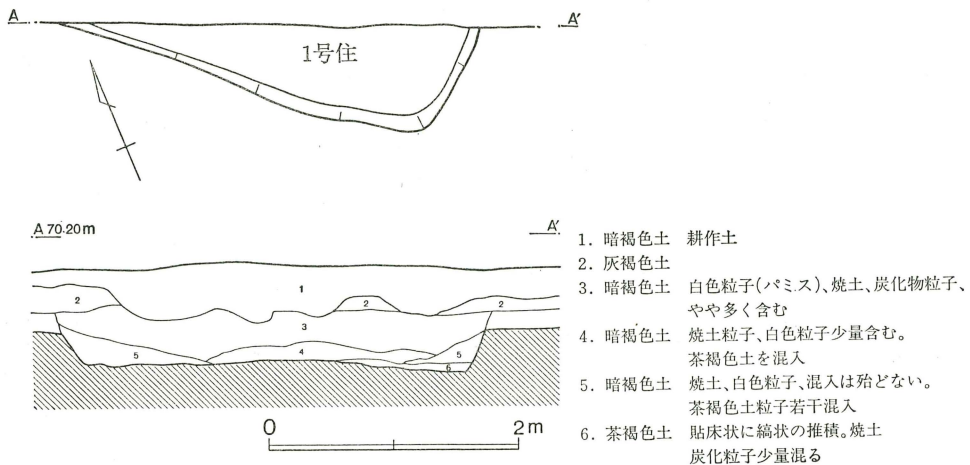 A A′
1号住
A 70.20m A′
1
2 2 2
3
4
5 5
6
0 2m
1. 暗褐色土 耕作土
2. 灰褐色土
3. 暗褐色土 白色粒子(パミス)、焼土、炭化物粒子、
やや多く含む
4. 暗褐色土 焼土粒子、白色粒子少量含む。
茶褐色土を混入
5. 暗褐色土 焼土、白色粒子、混入は殆どない。
茶褐色土粒子若干混入
6. 茶褐色土 貼床状に縞状の推積。焼土
炭化粒子少量混る